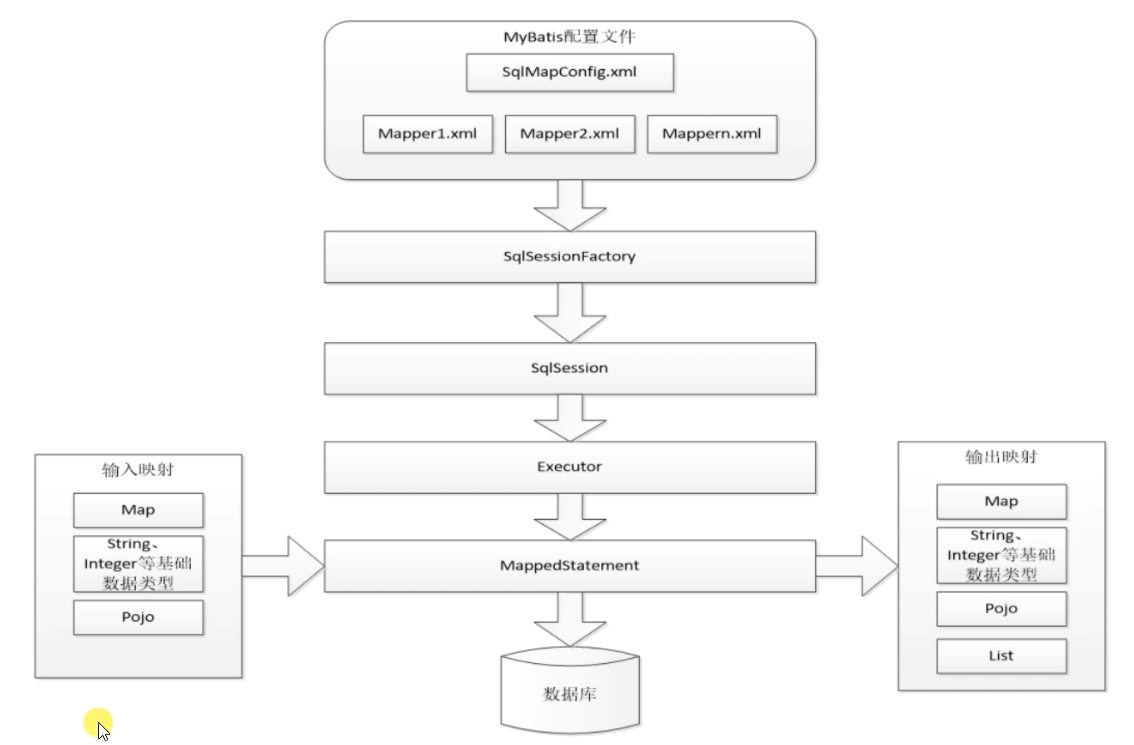 MyBatis配置文件
SqlMapConfig.xml
Mapper1.xml
Mapper2.xml
Mappern.xml
SqlSessionFactory
SqlSession
Executor
输入映射
Map
String、
Integer等基础
数据类型
Pojo
MappedStatement
输出映射
Map
String、
Integer等基础
数据类型
Pojo
List
数据库